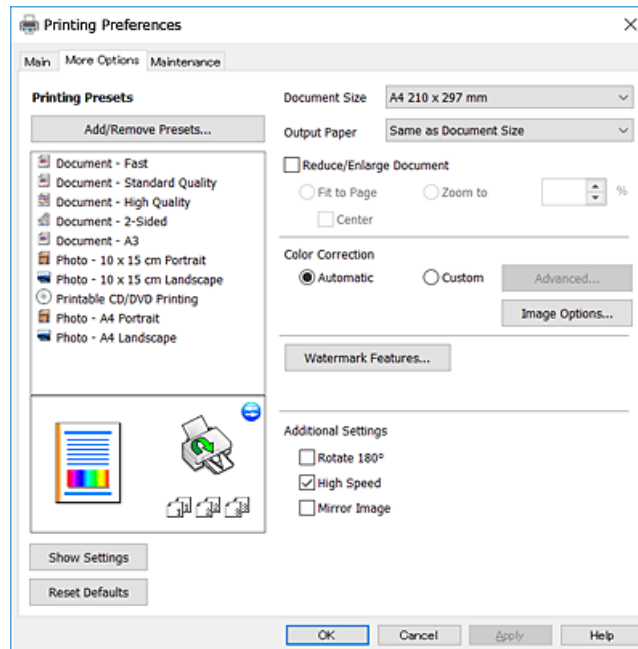 Printing Preferences
Main
More Options
Maintenance
Printing Presets
Add/Remove Presets...
Document - Fast
Document - Standard Quality
Document - High Quality
Document - 2-Sided
Document - A3
Photo - 10 x 15 cm Portrait
Photo - 10 x 15 cm Landscape
Printable CD/DVD Printing
Photo - A4 Portrait
Photo - A4 Landscape
Show Settings
Reset Defaults
Document Size
A4 210 x 297 mm
Output Paper
Same as Document Size
Reduce/Enlarge Document
Fit to Page
Zoom to
%
Center
Color Correction
Automatic
Custom
Advanced...
Image Options...
Watermark Features...
Additional Settings
Rotate 180°
High Speed
Mirror Image
OK
Cancel
Apply
Help